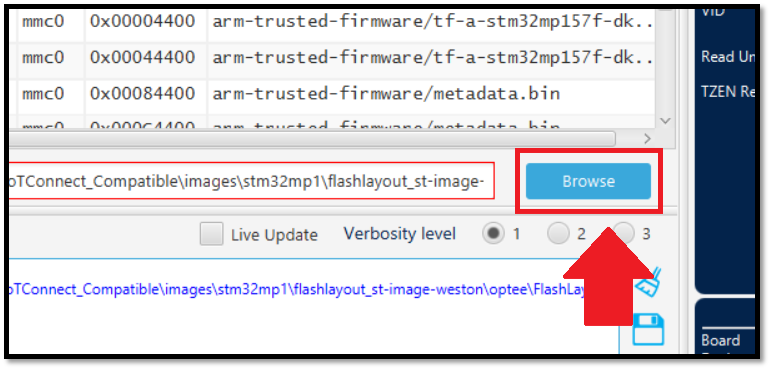 VID
mmc0 0x00004400 arm-trusted-firmware/tf-a-stm32mp157f-dk..
Read Un
mmc0 0x00044400 arm-trusted-firmware/tf-a-stm32mp157f-dk..
TZEN Re
mmc0 0x00084400 arm-trusted-firmware/metadata.bin
mmc0 0x000C4400 arm-trusted-firmware/metadata.bin
oTConnect_Compatible\images\stm32mp1\flashlayout_st-image-
Browse
Live Update Verbosity level 1 2 3
oTConnect_Compatible\images\stm32mp1\flashlayout_st-image-weston\optee\FlashLa
Board